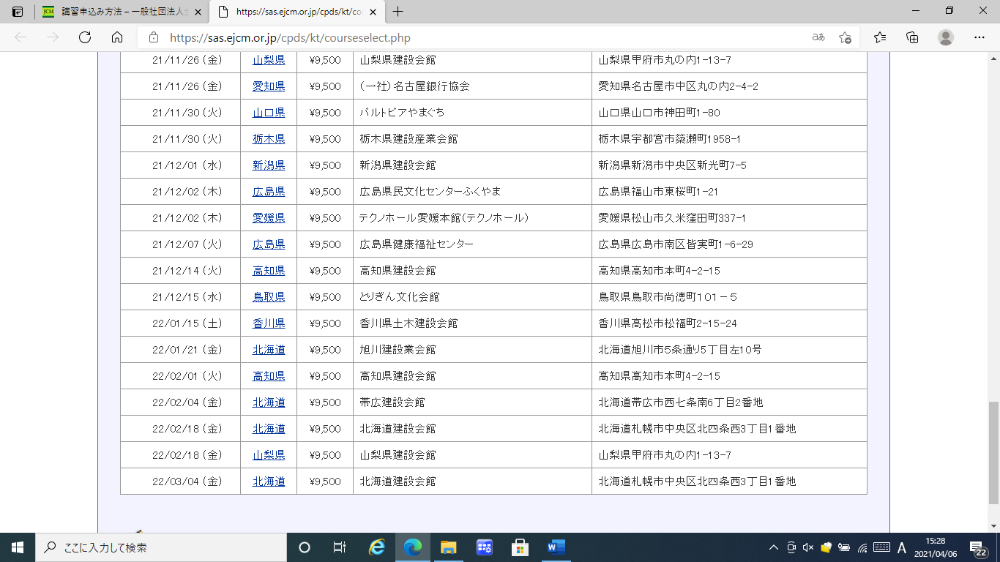 講習申込み方法 – 一般社団法人
https://sas.ejcm.or.jp/cpds/kt/co
https://sas.ejcm.or.jp/cpds/kt/courseselect.php
21/11/26 (金) 山梨県 ¥9,500 山梨県建設会館 山梨県甲府市丸の内1-13-7
21/11/26 (金) 愛知県 ¥9,500 (一社) 名古屋銀行協会 愛知県名古屋市中区丸の内2-4-2
21/11/30 (火) 山口県 ¥9,500 パルトピアやまぐち 山口県山口市神田町1-80
21/11/30 (火) 栃木県 ¥9,500 栃木県建設産業会館 栃木県宇都宮市築瀬町1958-1
21/12/01 (水) 新潟県 ¥9,500 新潟県建設会館 新潟県新潟市中央区新光町7-5
21/12/02 (木) 広島県 ¥9,500 広島県民文化センターふくやま 広島県福山市東桜町1-21
21/12/02 (木) 愛媛県 ¥9,500 テクノホール愛媛本館(テクノホール) 愛媛県松山市久米窪田町337-1
21/12/07 (火) 広島県 ¥9,500 広島県健康福祉センター 広島県広島市南区皆実町1-6-29
21/12/14 (火) 高知県 ¥9,500 高知県建設会館 高知県高知市本町4-2-15
21/12/15 (水) 鳥取県 ¥9,500 とりぎん文化会館 鳥取県鳥取市尚徳町１０１－５
22/01/15 (土) 香川県 ¥9,500 香川県土木建設会館 香川県高松市松福町2-15-24
22/01/21 (金) 北海道 ¥9,500 旭川建設業会館 北海道旭川市5条通り5丁目左10号
22/02/01 (火) 高知県 ¥9,500 高知県建設会館 高知県高知市本町4-2-15
22/02/04 (金) 北海道 ¥9,500 帯広建設会館 北海道帯広市西七条南6丁目2番地
22/02/18 (金) 北海道 ¥9,500 北海道建設会館 北海道札幌市中央区北四条西3丁目1番地
22/02/18 (金) 山梨県 ¥9,500 山梨県建設会館 山梨県甲府市丸の内1-13-7
22/03/04 (金) 北海道 ¥9,500 北海道建設会館 北海道札幌市中央区北四条西3丁目1番地
ここに入力して検索
A
15:28
2021/04/06
22